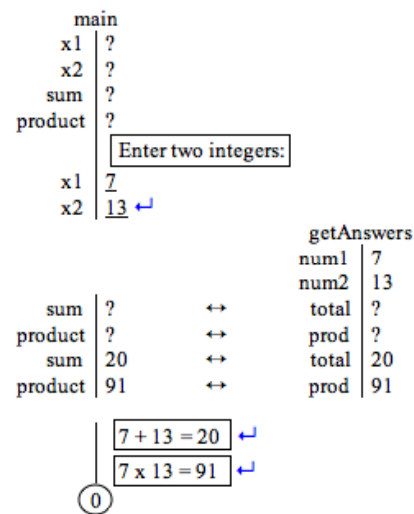 main
x1 ?
x2 ?
sum ?
product ?
Enter two integers:
x1 7
x2 13 ↵
getAnswers
num1 7
num2 13
sum ? ↔ total ?
product ? ↔ prod ?
sum 20 ↔ total 20
product 91 ↔ prod 91
7 + 13 = 20 ↵
7 x 13 = 91 ↵
0